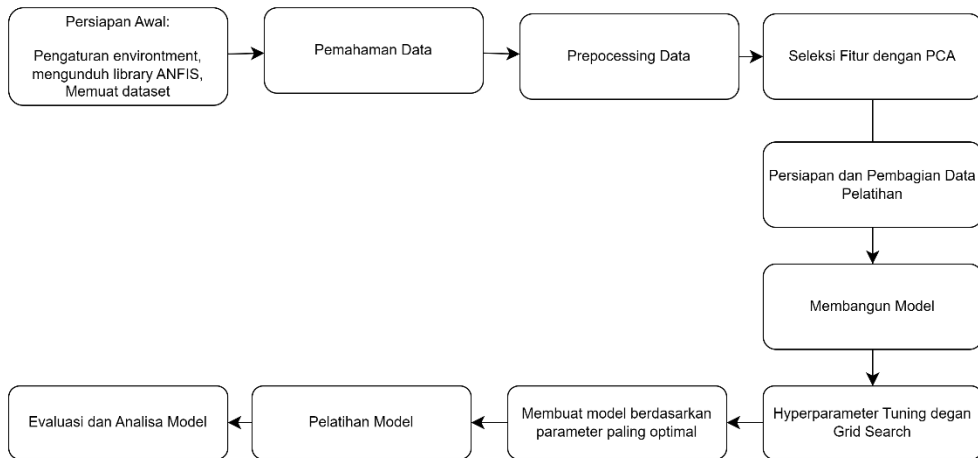 Persiapan Awal:
Pengaturan environtment,
mengunduh library ANFIS,
Memuat dataset
Pemahaman Data
Prepocessing Data
Seleksi Fitur dengan PCA
Persiapan dan Pembagian Data
Pelatihan
Membangun Model
Hyperparameter Tuning degan
Grid Search
Membuat model berdasarkan
parameter paling optimal
Pelatihan Model
Evaluasi dan Analisa Model